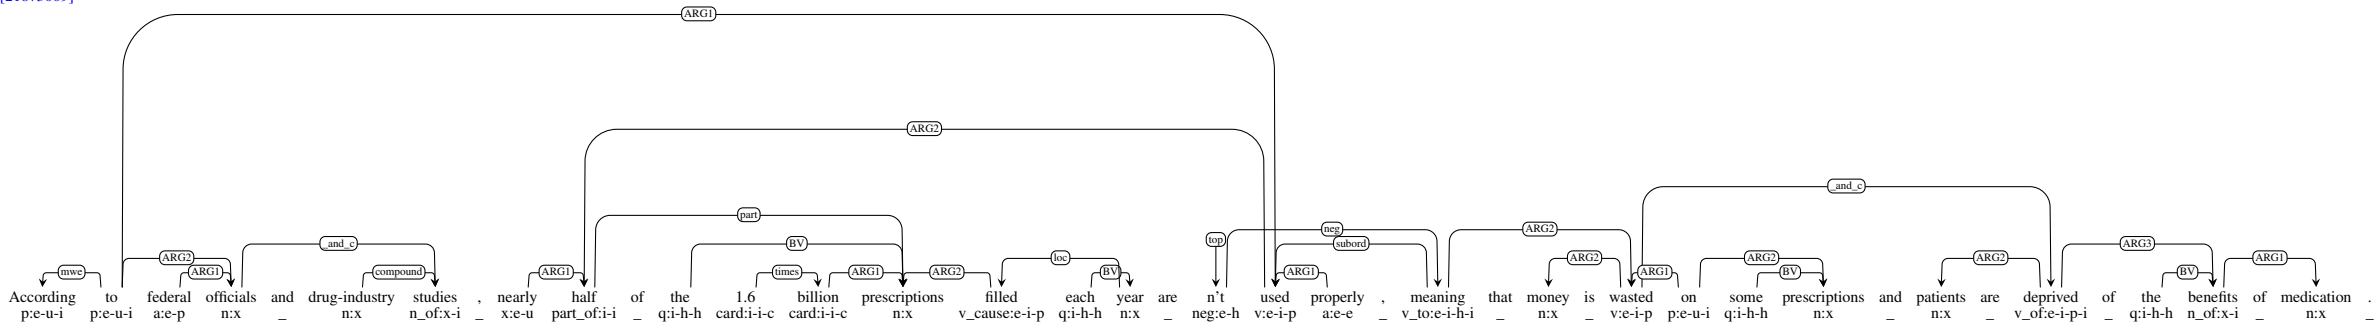 ARG1
ARG2
_and_c
part
neg
top
_and_c BV subord ARG2 ARG3
ARG2 loc ARG2 ARG2 ARG2 ARG1
mwe ARG1 compound ARG1 times ARG1 ARG2 BV ARG1 ARG1 BV BV
According to federal officials and drug-industry studies , nearly half of the 1.6 billion prescriptions filled each year are n't used properly , meaning that money is wasted on some prescriptions and patients are deprived of the benefits of medication .
p:e-u-i p:e-u-i a:e-p n:x _ n:x n_of:x-i _ x:e-u part_of:i-i _ q:i-h-h card:i-i-c card:i-i-c n:x v_cause:e-i-p q:i-h-h n:x _ neg:e-h v:e-i-p a:e-e _ v_to:e-i-h-i _ n:x _ v:e-i-p p:e-u-i q:i-h-h n:x _ n:x _ v_of:e-i-p-i _ q:i-h-h n_of:x-i _ n:x _